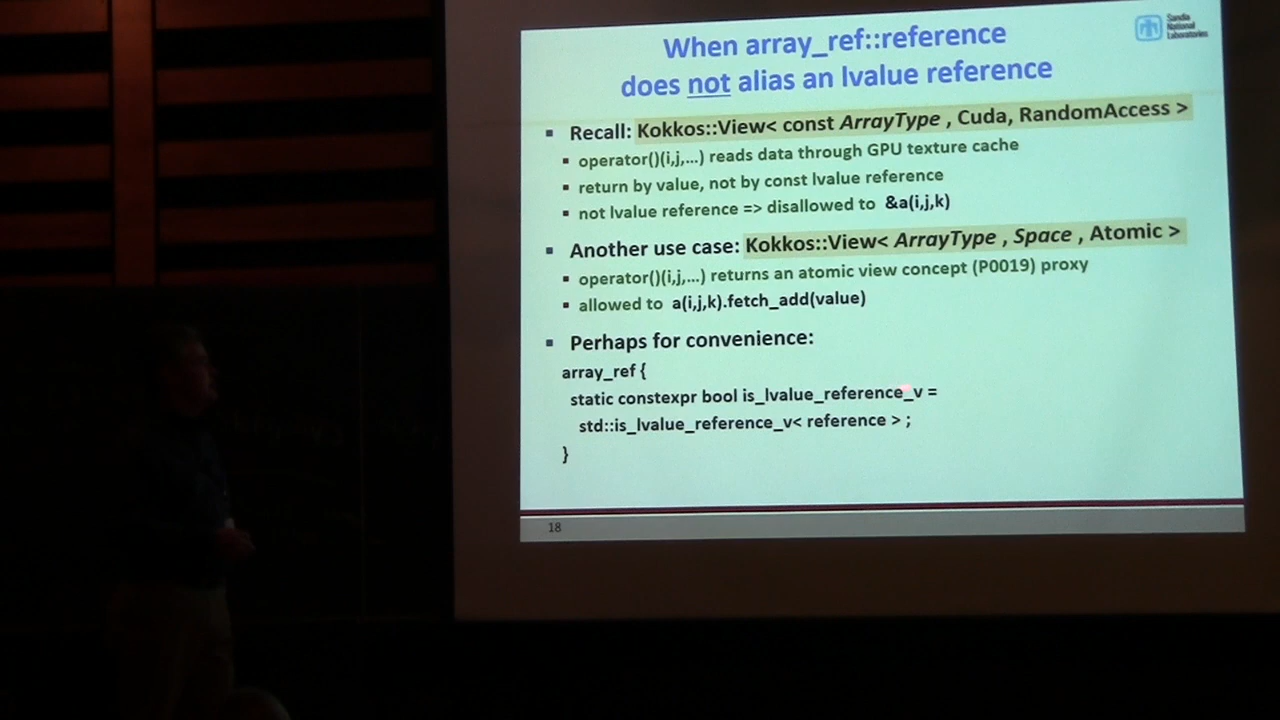 When array_ref::reference
does not alias an lvalue reference
Sandia
National
Laboratories
▪ Recall: Kokkos::View< const ArrayType , Cuda, RandomAccess >
▪ operator()(i,j,...) reads data through GPU texture cache
▪ return by value, not by const lvalue reference
▪ not lvalue reference => disallowed to &a(i,j,k)
▪ Another use case: Kokkos::View< ArrayType , Space , Atomic >
▪ operator()(i,j,...) returns an atomic view concept (P0019) proxy
▪ allowed to a(i,j,k).fetch_add(value)
▪ Perhaps for convenience:
array_ref {
static constexpr bool is_lvalue_reference_v =
std::is_lvalue_reference_v< reference > ;
}
18